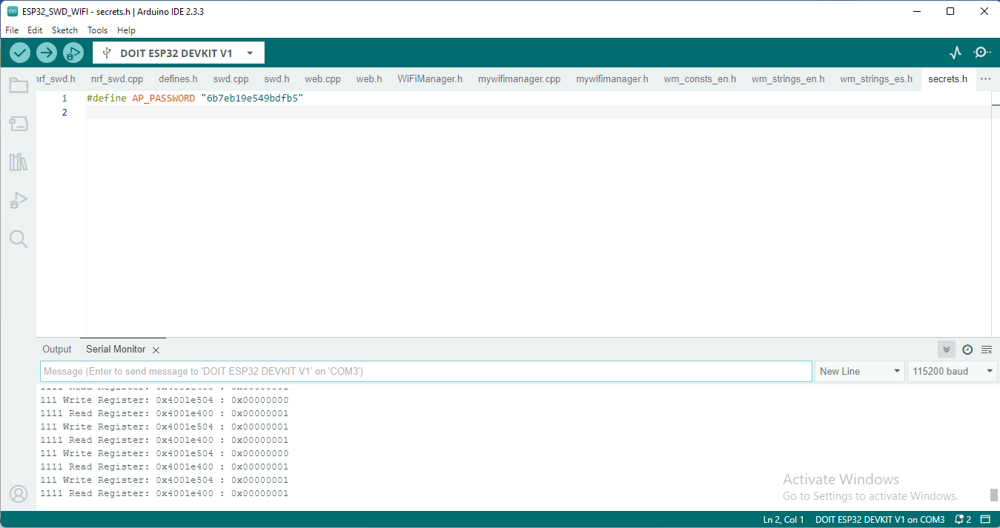 ESP32_SWD_WIFI - secrets.h | Arduino IDE 2.3.3
File Edit Sketch Tools Help
DOIT ESP32 DEVKIT V1
nrf_swd.h nrf_swd.cpp defines.h swd.cpp swd.h web.cpp web.h WiFiManager.h mywifimanager.cpp mywifimanager.h wm_consts_en.h wm_strings_en.h wm_strings_es.h secrets.h
1 #define AP_PASSWORD "6b7eb19e549bdfb5"
2
Output Serial Monitor
Message (Enter to send message to 'DOIT ESP32 DEVKIT V1' on 'COM3')
New Line
115200 baud
1111 Read Register: 0x4001e400 : 0x00000001
111 Write Register: 0x4001e504 : 0x00000000
1111 Read Register: 0x4001e400 : 0x00000001
111 Write Register: 0x4001e504 : 0x00000001
1111 Read Register: 0x4001e400 : 0x00000001
111 Write Register: 0x4001e504 : 0x00000000
1111 Read Register: 0x4001e400 : 0x00000001
111 Write Register: 0x4001e504 : 0x00000001
1111 Read Register: 0x4001e400 : 0x00000001
Activate Windows
Go to Settings to activate Windows.
Ln 2, Col 1 DOIT ESP32 DEVKIT V1 on COM3 2